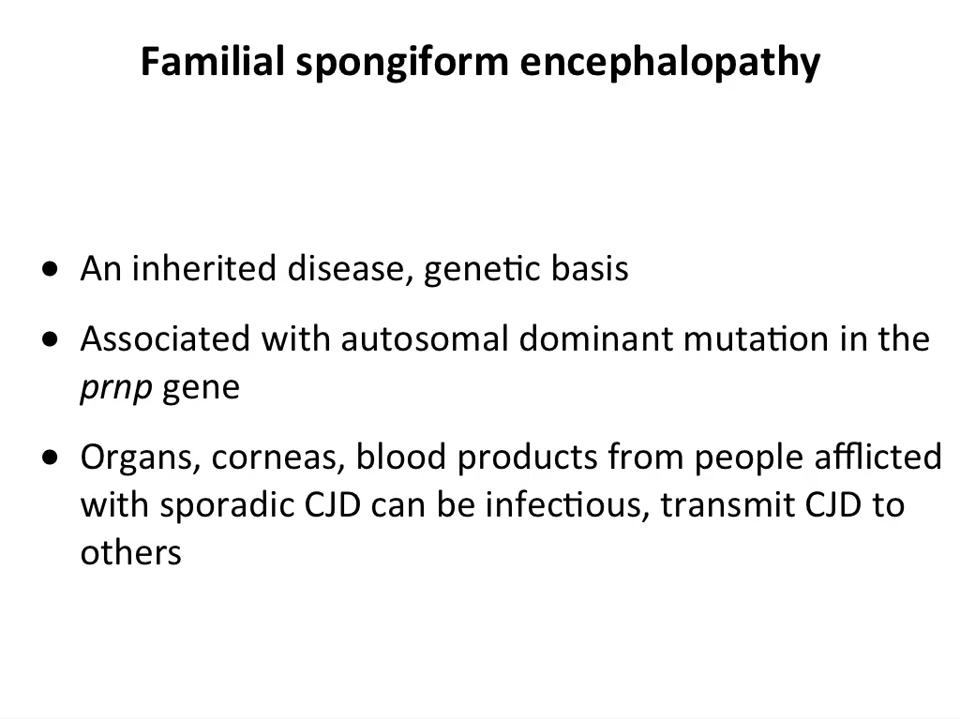 Familial spongiform encephalopathy
● An inherited disease, genetic basis
● Associated with autosomal dominant mutation in the
prnp gene
● Organs, corneas, blood products from people afflicted
with sporadic CJD can be infectious, transmit CJD to
others